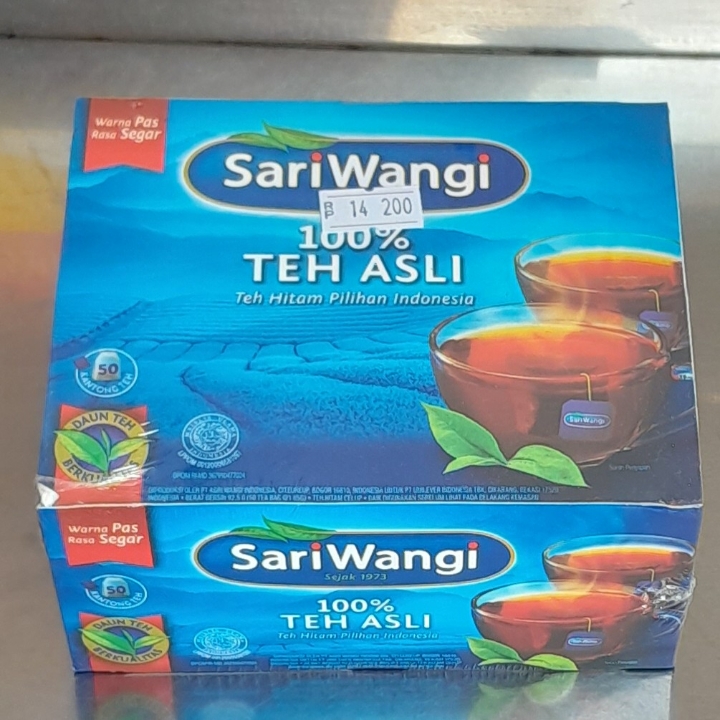 Warna Pas
Rasa Segar
SariWangi
RP 14 200
100%
TEH ASLI
Teh Hitam Pilihan Indonesia
50
KANTONG TEH
DAUN TEH
BERKUALITAS
SariWangi
Warna Pas
Rasa Segar
SariWangi
Sejak 1973
100%
TEH ASLI
Teh Hitam Pilihan Indonesia
50
KANTONG TEH
DAUN TEH
BERKUALITAS